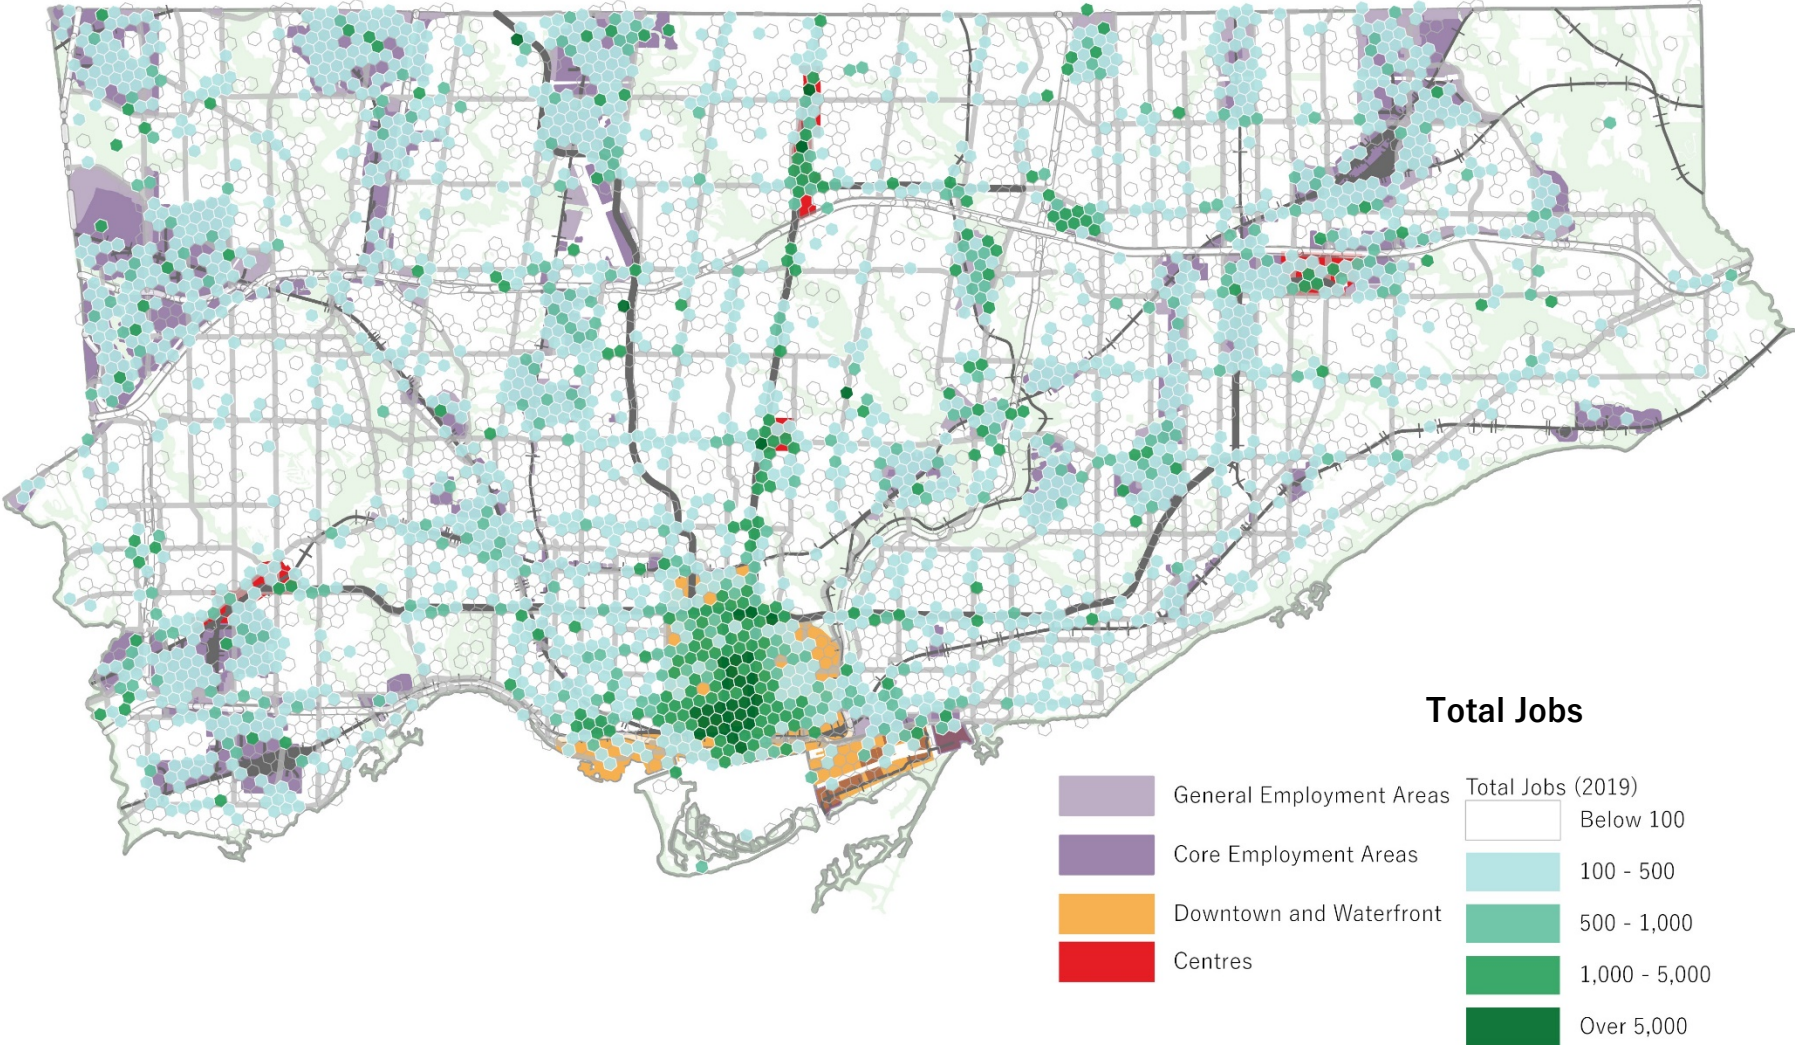 Total Jobs
General Employment Areas
Core Employment Areas
Downtown and Waterfront
Centres
Total Jobs (2019)
Below 100
100 - 500
500 - 1,000
1,000 - 5,000
Over 5,000